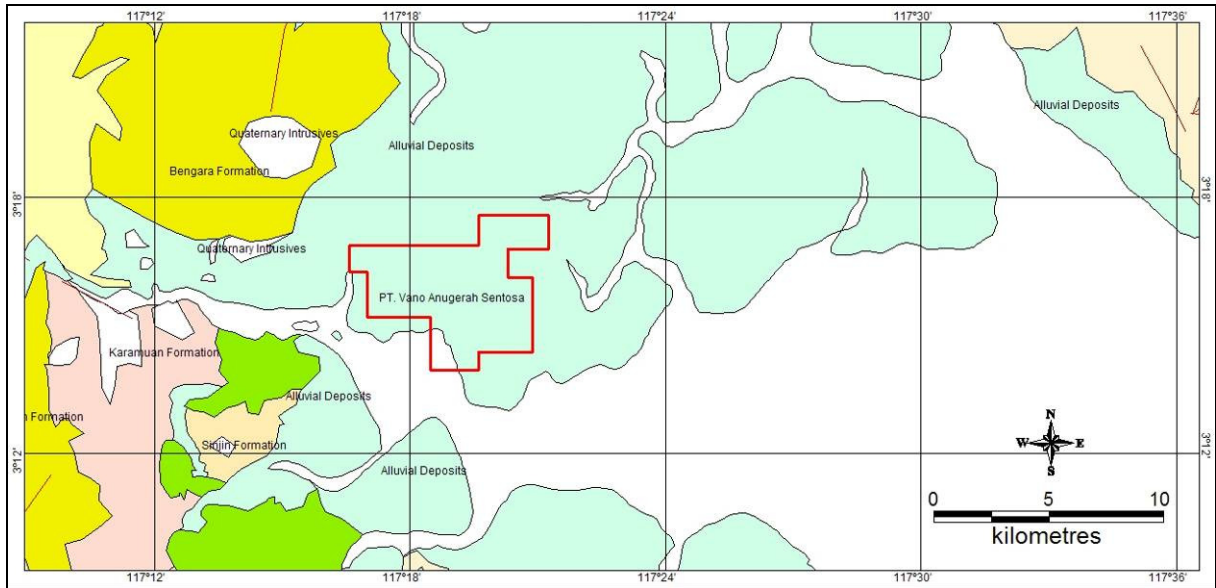 117°12' 117°18' 117°24' 117°30' 117°36'
Alluvial Deposits
Quaternary Intrusives
Alluvial Deposits
Bengara Formation
3°18' 3°18'
Quaternary Intrusives
PT. Vano Anugerah Sentosa
Karamuan Formation
Alluvial Deposits
n Formation
Sinjin Formation
N
W E
S
3°12' 3°12'
Alluvial Deposits
0 5 10
kilometres
117°12' 117°18' 117°24' 117°30' 117°36'